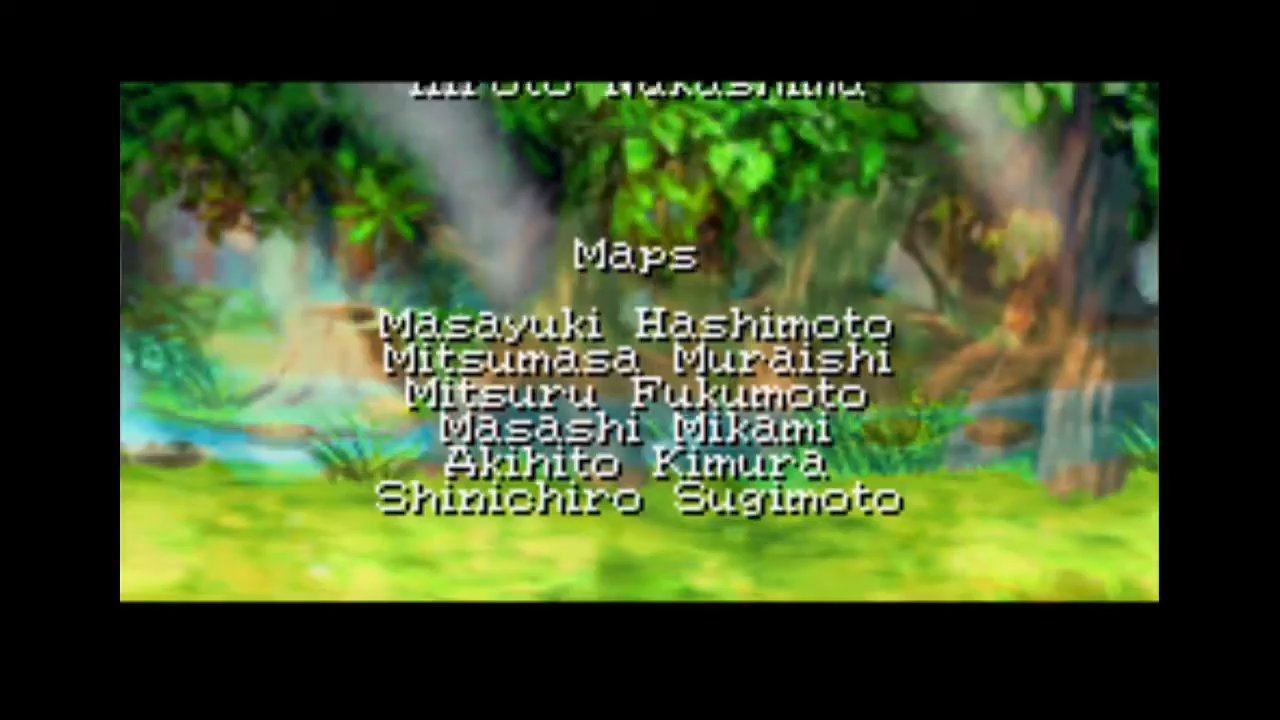 Maps
Masayuki Hashimoto
Mitsumasa Muraishi
Mitsuru Fukumoto
Masashi Mikami
Akihito Kimura
Shinichiro Sugimoto